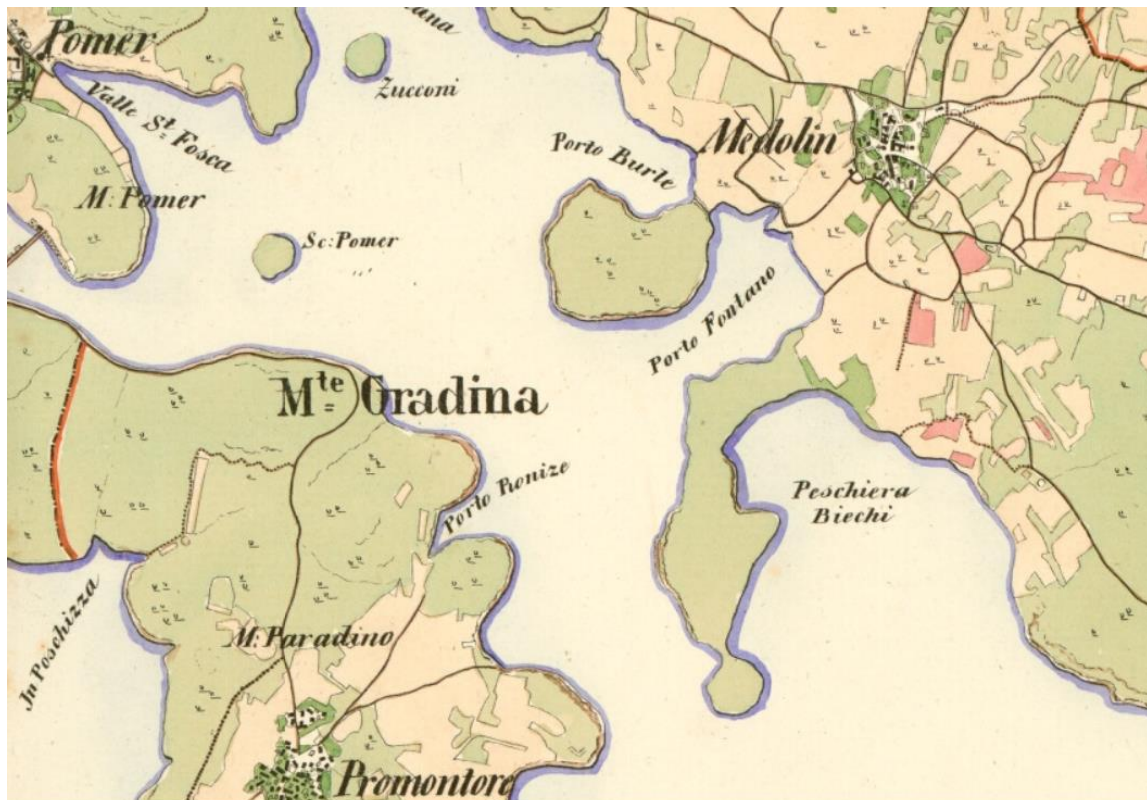 Pomer
Zucconi
Valle St Fosca
Porto Burle
Medolin
M: Pomer
Sc: Pomer
Porto Fontano
Mte Gradina
Porto Ronize
Peschiera
Biechi
Jn Poschizza
M: Paradino
Promontore